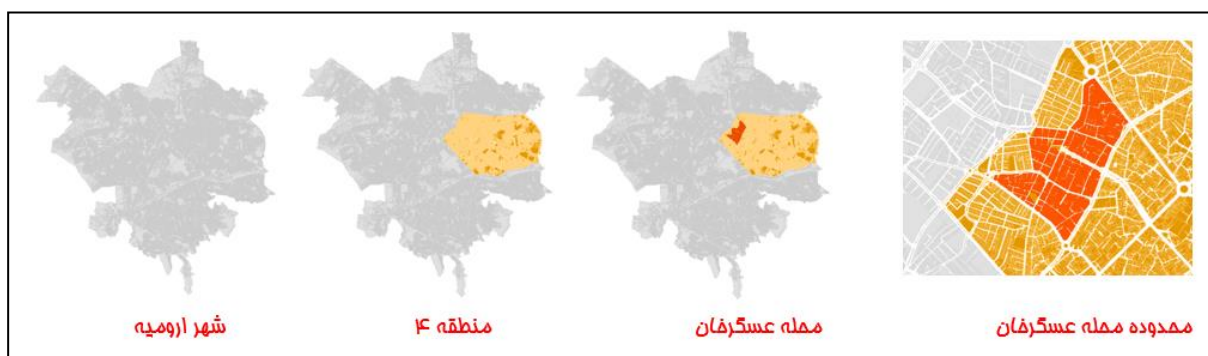 شهر ارومیه
منطقه ۴
محله عسگرخان
محدوده محله عسگرخان